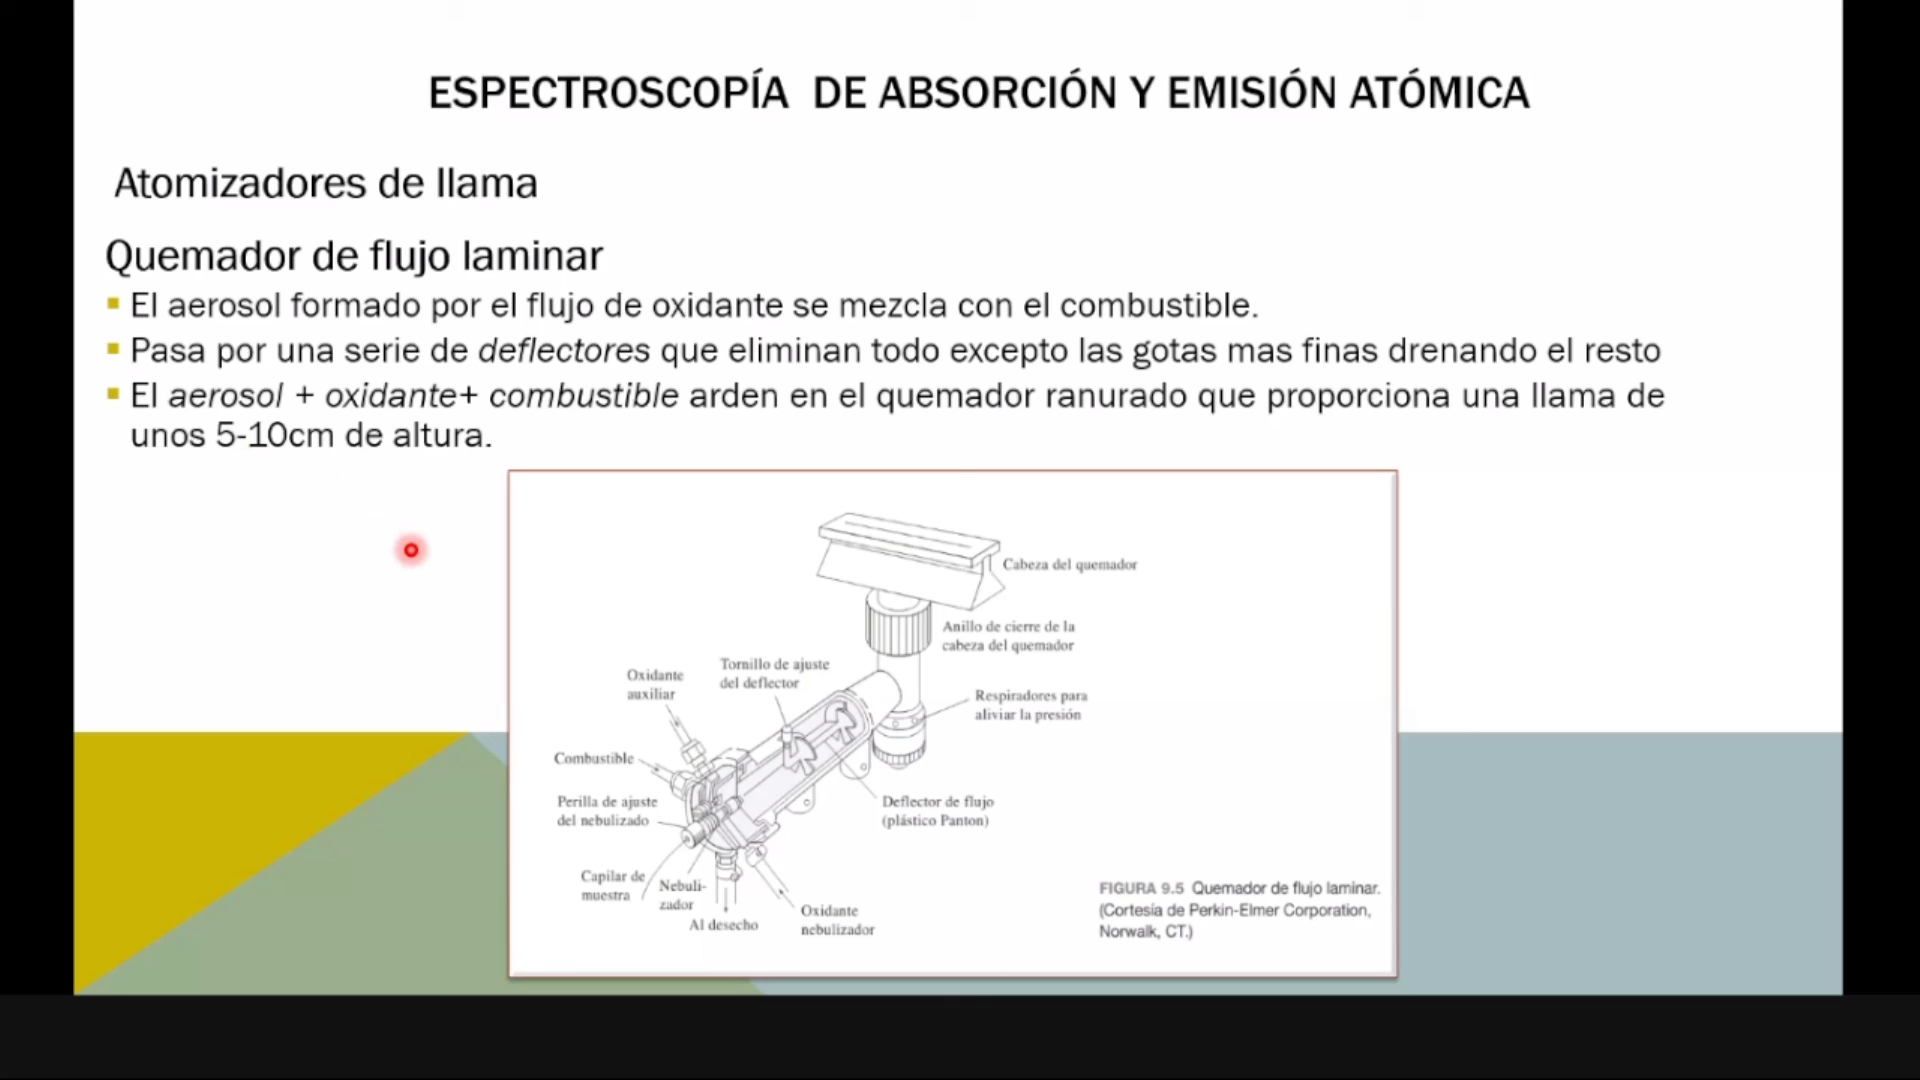 ESPECTROSCOPÍA DE ABSORCIÓN Y EMISIÓN ATÓMICA
Atomizadores de llama
Quemador de flujo laminar
El aerosol formado por el flujo de oxidante se mezcla con el combustible.
Pasa por una serie de deflectores que eliminan todo excepto las gotas mas finas drenando el resto
El aerosol + oxidante+ combustible arden en el quemador ranurado que proporciona una llama de
unos 5-10cm de altura.
Cabeza del quemador
Anillo de cierre de la
cabeza del quemador
Tornillo de ajuste
del deflector
Oxidante
auxiliar
Respiradores para
aliviar la presión
Combustible
Perilla de ajuste
del nebulizado
Deflector de flujo
(plástico Panton)
Capilar de
muestra
Nebuli-
zador
Al desecho
Oxidante
nebulizador
FIGURA 9.5 Quemador de flujo laminar.
(Cortesía de Perkin-Elmer Corporation,
Norwalk, CT.)